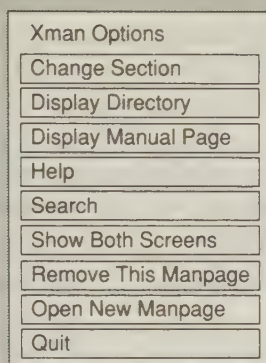 Xman Options
Change Section
Display Directory
Display Manual Page
Help
Search
Show Both Screens
Remove This Manpage
Open New Manpage
Quit